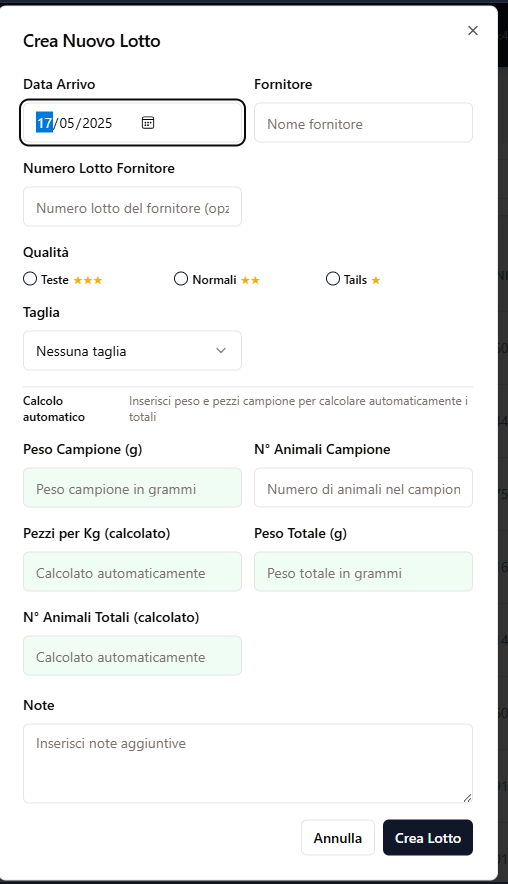 Crea Nuovo Lotto
Data Arrivo
Fornitore
17/05/2025
Nome fornitore
Numero Lotto Fornitore
Numero lotto del fornitore (opz
Qualità
Teste ★★★
Normali ★★
Tails ★
Taglia
Nessuna taglia
Calcolo automatico
Inserisci peso e pezzi campione per calcolare automaticamente i
totali
Peso Campione (g)
N° Animali Campione
Peso campione in grammi
Numero di animali nel campion
Pezzi per Kg (calcolato)
Peso Totale (g)
Calcolato automaticamente
Peso totale in grammi
N° Animali Totali (calcolato)
Calcolato automaticamente
Note
Inserisci note aggiuntive
Annulla
Crea Lotto